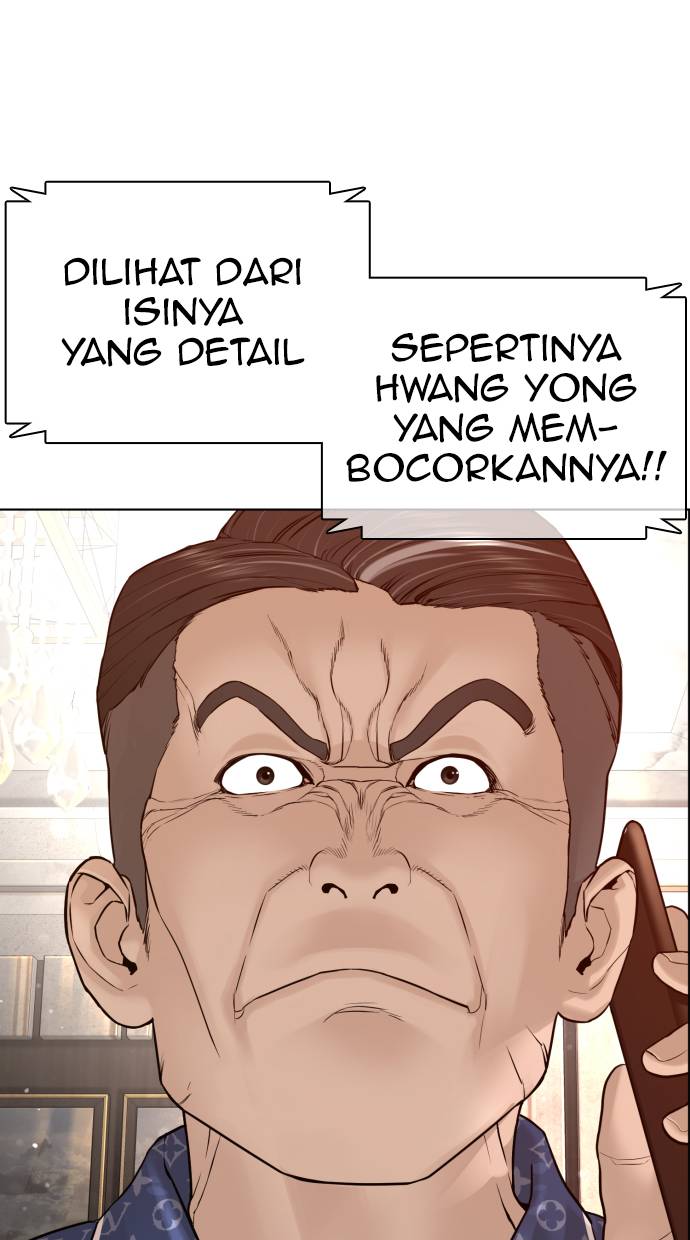 DILIHAT DARI
ISINYA
YANG DETAIL
SEPERTINYA
HWANG YONG
YANG MEM-
BOCORKANNYA!!